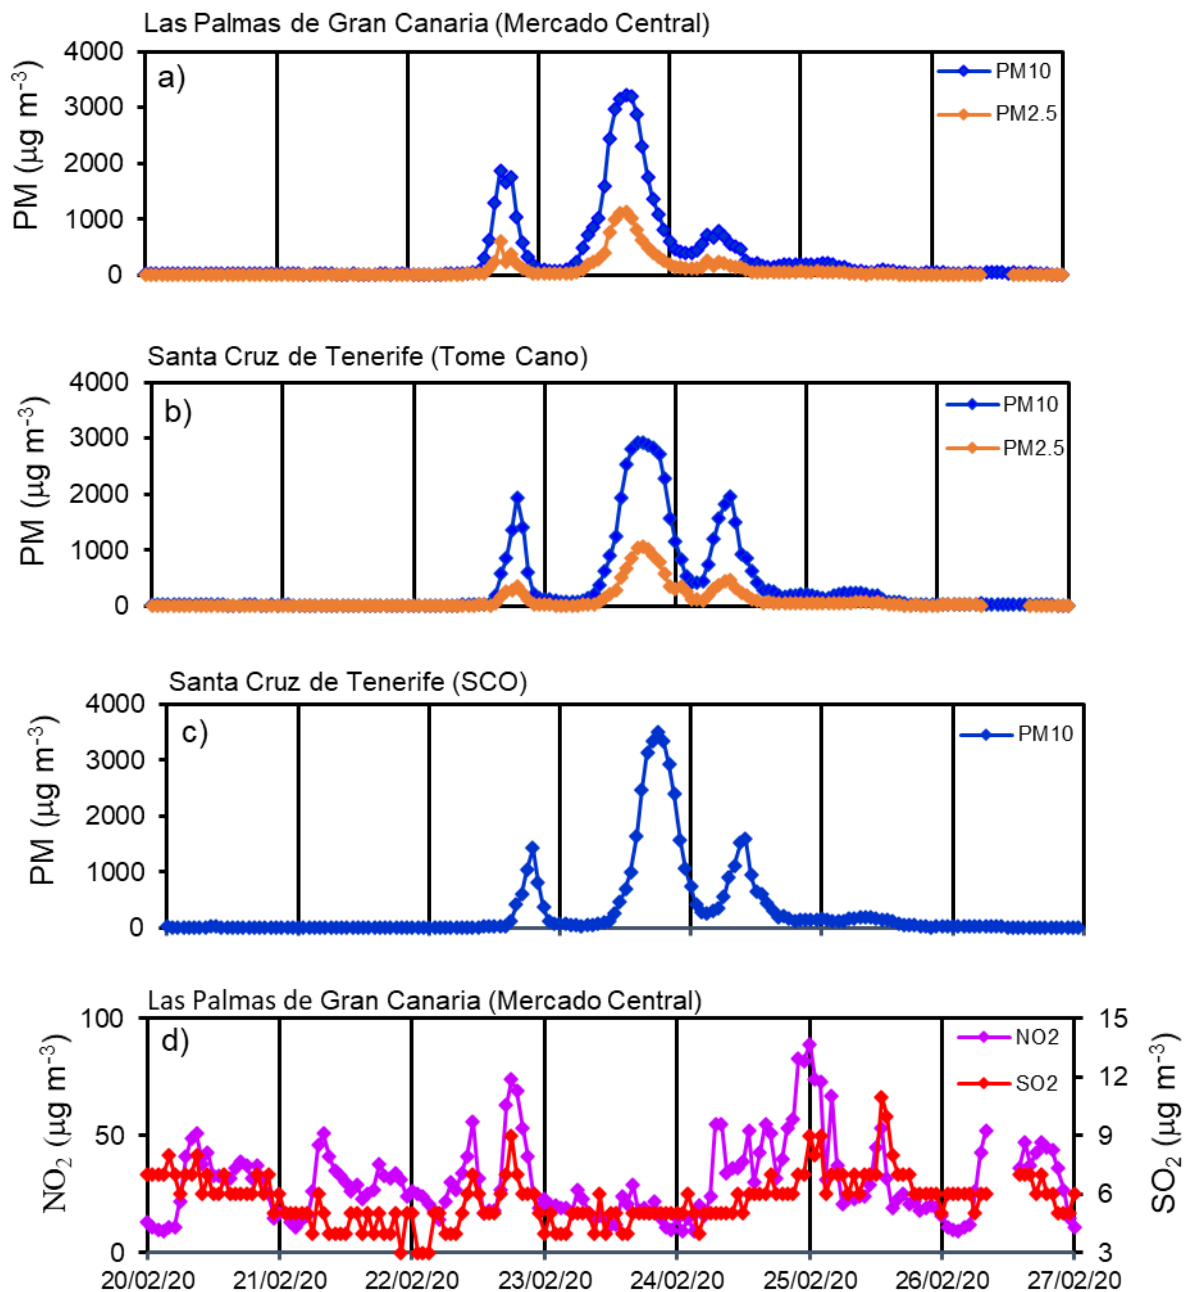 Las Palmas de Gran Canaria (Mercado Central)
a)
PM (µg m⁻³)
4000
3000
2000
1000
0
PM10
PM2.5
Santa Cruz de Tenerife (Tome Cano)
b)
PM (µg m⁻³)
4000
3000
2000
1000
0
PM10
PM2.5
Santa Cruz de Tenerife (SCO)
c)
PM (µg m⁻³)
4000
3000
2000
1000
0
PM10
Las Palmas de Gran Canaria (Mercado Central)
d)
NO₂ (µg m⁻³)
100
50
0
NO2
SO2
15
12
9
6
3
SO₂ (µg m⁻³)
20/02/20 21/02/20 22/02/20 23/02/20 24/02/20 25/02/20 26/02/20 27/02/20